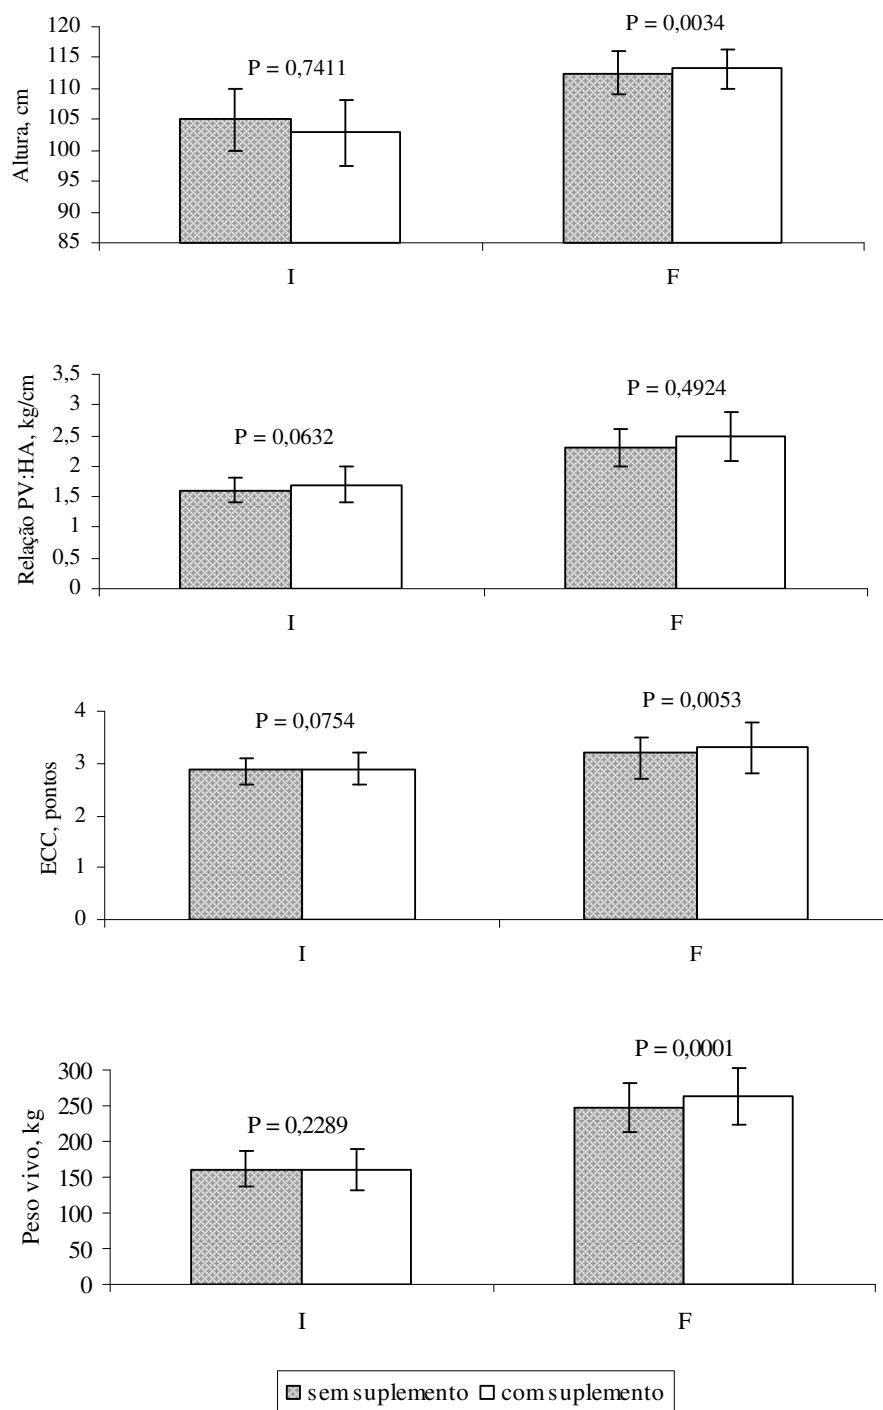 Altura, cm
120
115
110
105
100
95
90
85
P = 0,7411
P = 0,0034
I
F
Relação PV:HA, kg/cm
3,5
3
2,5
2
1,5
1
0,5
0
P = 0,0632
P = 0,4924
I
F
ECC, pontos
4
3
2
1
0
P = 0,0754
P = 0,0053
I
F
Peso vivo, kg
300
250
200
150
100
50
0
P = 0,2289
P = 0,0001
I
F
sem suplemento com suplemento